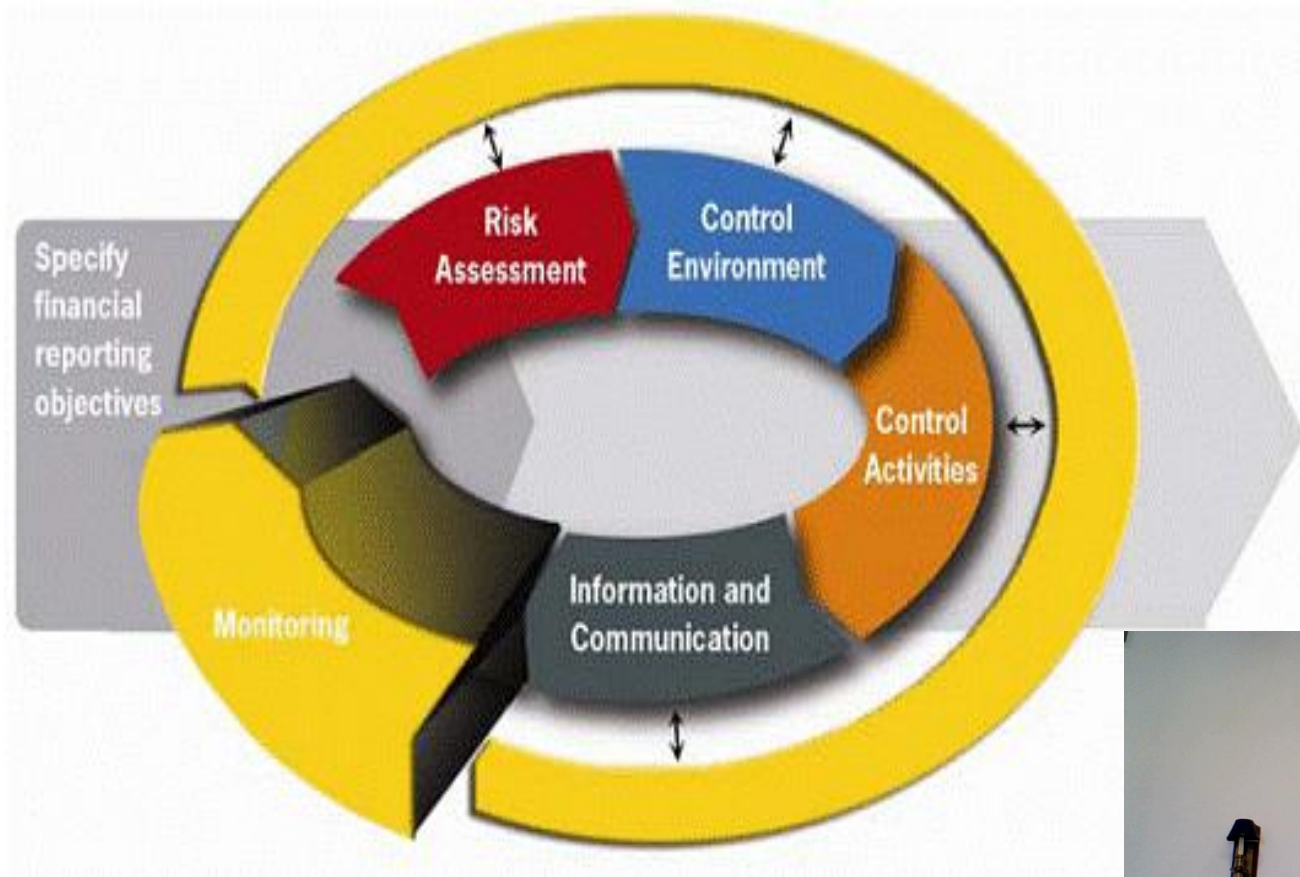 Specify
financial
reporting
objectives
Risk
Assessment
Control
Environment
Control
Activities
Information and
Communication
Monitoring